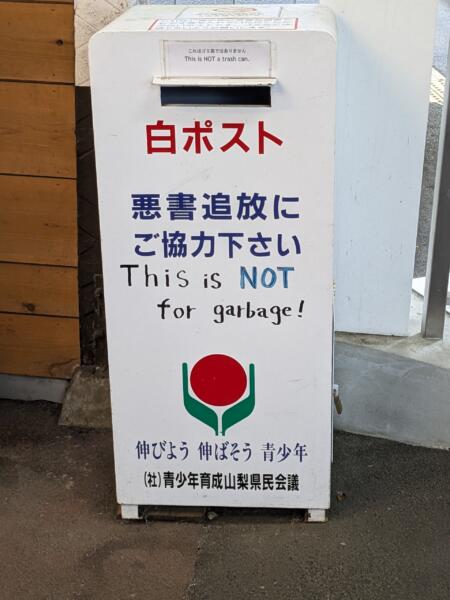 これはゴミ箱ではありません
This is NOT a trash can.
白ポスト
悪書追放に
ご協力下さい
This is NOT
for garbage!
伸びよう 伸ばそう 青少年
(社)青少年育成山梨県民会議